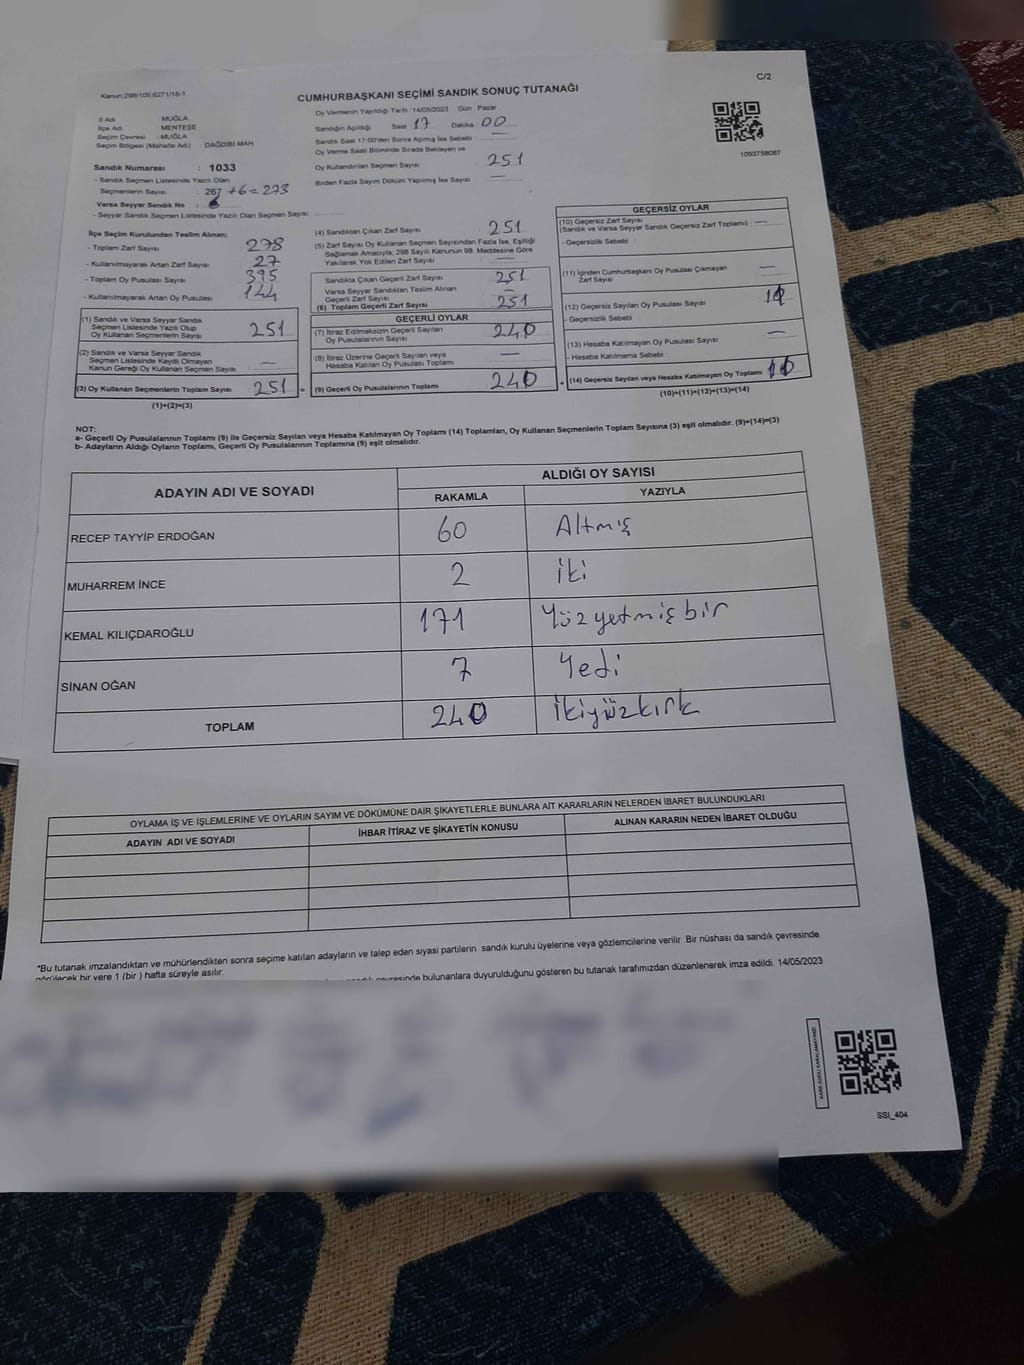 Kanun:298/105:6271/18-1
CUMHURBAŞKANI SEÇİMİ SANDIK SONUÇ TUTANAĞI
C/2
İl Adı : MUĞLA
İlçe Adı : MENTEŞE
Seçim Çevresi : MUĞLA
Seçim Bölgesi (Mahalle Adı) : DAĞDİBİ MAH
Sandık Numarası : 1033
- Sandık Seçmen Listesinde Yazılı Olan
Seçmenlerin Sayısı : 267 +6=273
Varsa Seyyar Sandık No :
- Seyyar Sandık Seçmen Listesinde Yazılı Olan Seçmen Sayısı
Oy Vermenin Yapıldığı Tarih : 14/05/2023 Gün : Pazar
Sandığın Açıldığı Saat 17 Dakika 00
Sandık Saat 17:00'den Sonra Açılmış İse Sebebi —
Oy Verme Saati Bitiminde Sırada Bekleyen ve
Oy Kullandırılan Seçmen Sayısı 251
Birden Fazla Sayım Döküm Yapılmış İse Sayısı —
1093758087
İlçe Seçim Kurulundan Teslim Alınan;
- Toplam Zarf Sayısı 278
- Kullanılmayarak Artan Zarf Sayısı 27
- Toplam Oy Pusulası 395
- Kullanılmayarak Artan Oy Pusulası 144
(1) Sandık ve Varsa Seyyar Sandık
Seçmen Listesinde Yazılı Olup
Oy Kullanan Seçmenlerin Sayısı 251
(2) Sandık ve Varsa Seyyar Sandık
Seçmen Listesinde Kaydı Olmayan
Kanun Gereği Oy Kullanan Seçmen Sayısı —
(3) Oy Kullanan Seçmenlerin Toplam Sayısı 251 =
(1)+(2)=(3)
(4) Sandıktan Çıkan Zarf Sayısı 251
(5) Zarf Sayısı Oy Kullanan Seçmen Sayısından Fazla İse, Eşitliği
Sağlamak Amacıyla; 298 Sayılı Kanunun 98. Maddesine Göre
Yakılarak Yok Edilen Zarf Sayısı —
Sandıkta Çıkan Geçerli Zarf Sayısı 251
Varsa Seyyar Sandıktan Teslim Alınan
Geçerli Zarf Sayısı —
(6) Toplam Geçerli Zarf Sayısı 251
GEÇERLİ OYLAR
(7) İtiraz Edilmeksizin Geçerli Sayılan
Oy Pusulası Sayısı 240
(8) İtiraz Üzerine Geçerli Sayılan veya
Hesaba Katılan Oy Pusulası Toplamı —
(9) Geçerli Oy Pusulalarının Toplamı 240 +
GEÇERSİZ OYLAR
(10) Geçersiz Zarf Sayısı
(Sandık ve Varsa Seyyar Sandık Geçersiz Zarf Toplamı) : —
- Geçersizlik Sebebi :
(11) İçinden Cumhurbaşkanı Oy Pusulası Çıkmayan
Zarf Sayısı —
(12) Geçersiz Sayılan Oy Pusulası Sayısı
- Geçersizlik Sebebi
(13) Hesaba Katılmayan Oy Pusulası Sayısı —
- Hesaba Katılmama Sebebi
(14) Geçersiz Sayılan veya Hesaba Katılmayan Oy Toplamı
(10)+(11)+(12)+(13)=(14)
NOT:
a- Geçerli Oy Pusulalarının Toplamı (9) ile Geçersiz Sayılan veya Hesaba Katılmayan Oy Toplamı (14) Toplamları, Oy Kullanan Seçmenlerin Toplam Sayısına (3) eşit olmalıdır. (9)+(14)=(3)
b- Adayların Aldığı Oyların Toplamı, Geçerli Oy Pusulalarının Toplamına (9) eşit olmalıdır.
ADAYIN ADI VE SOYADI
ALDIĞI OY SAYISI
RAKAMLA YAZIYLA
RECEP TAYYİP ERDOĞAN 60 Altmış
MUHARREM İNCE 2 iki
KEMAL KILIÇDAROĞLU 171 Yüzyetmişbir
SİNAN OĞAN 7 Yedi
TOPLAM 240 ikiyüzkırk
OYLAMA İŞ VE İŞLEMLERİNE VE OYLARIN SAYIM VE DÖKÜMÜNE DAİR ŞİKAYETLERLE BUNLARA AİT KARARLARIN NELERDEN İBARET BULUNDUKLARI
ADAYIN ADI VE SOYADI İHBAR İTİRAZ VE ŞİKAYETİN KONUSU ALINAN KARARIN NEDEN İBARET OLDUĞU
*Bu tutanak imzalandıktan ve mühürlendikten sonra seçime katılan adayların ve talep eden siyasi partilerin sandık kurulu üyelerine veya gözlemcilerine verilir. Bir nüshası da sandık çevresinde
görülecek bir yere 1 (bir ) hafta süreyle asılır.
sandık çevresinde bulunanlara duyurulduğunu gösteren bu tutanak tarafımızdan düzenlenerek imza edildi. 14/05/2023
KARE KODU KARALAMAYINIZ!
SSI_404